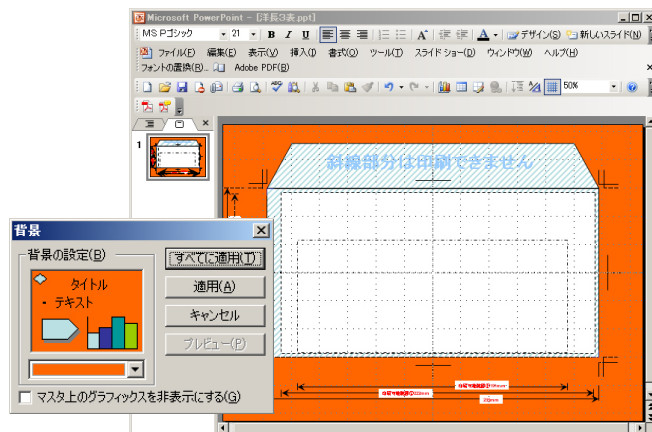 Microsoft PowerPoint - [洋長3表.ppt]
MS Pゴシック 21 B I U A デザイン(S) 新しいスライド(N)
ファイル(F) 編集(E) 表示(V) 挿入(I) 書式(O) ツール(T) スライド ショー(D) ウィンドウ(W) ヘルプ(H)
フォントの置換(R)... Adobe PDF(B)
50%
1
斜線部分は印刷できません
背景
背景の設定(B)
タイトル
・ テキスト
すべてに適用(T)
適用(A)
キャンセル
プレビュー(P)
マスタ上のグラフィックスを非表示にする(G)